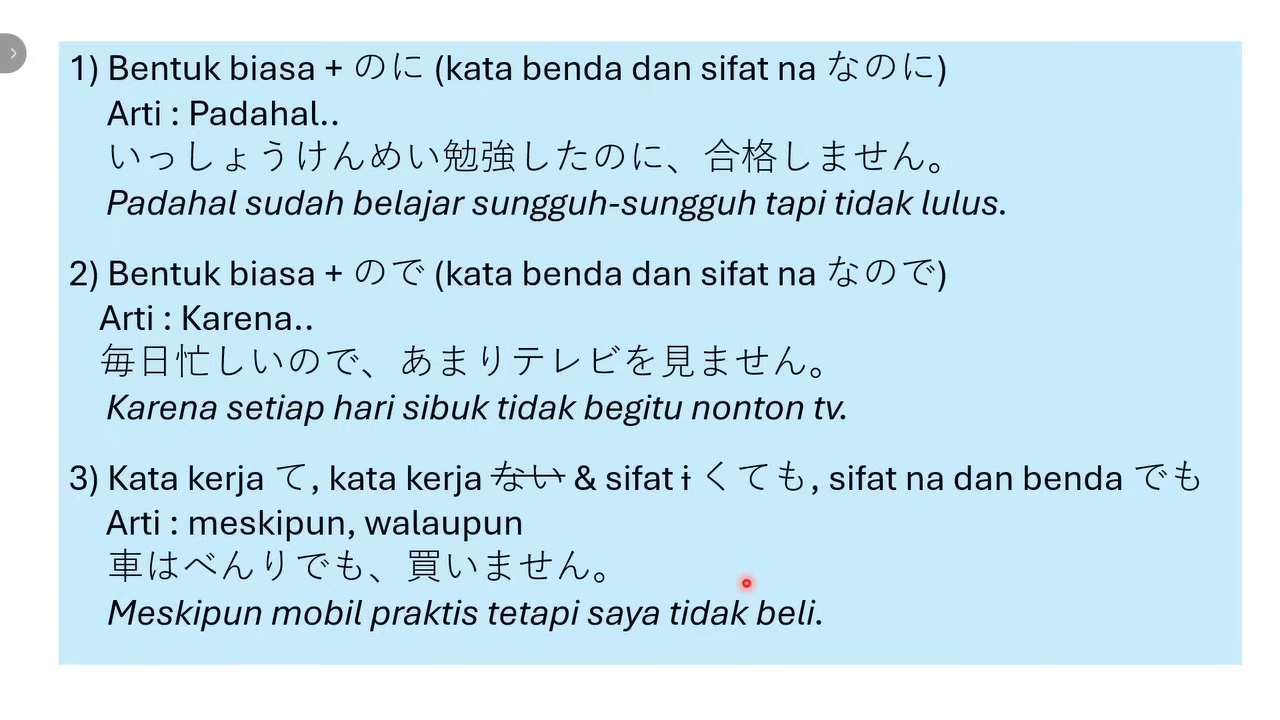 1) Bentuk biasa + のに (kata benda dan sifat na なのに)
Arti : Padahal..
いっしょうけんめい勉強したのに、合格しません。
Padahal sudah belajar sungguh-sungguh tapi tidak lulus.
2) Bentuk biasa + ので (kata benda dan sifat na なので)
Arti : Karena..
毎日忙しいので、あまりテレビを見ません。
Karena setiap hari sibuk tidak begitu nonton tv.
3) Kata kerja て, kata kerja ない & sifat i くても, sifat na dan benda でも
Arti : meskipun, walaupun
車はべんりでも、買いません。
Meskipun mobil praktis tetapi saya tidak beli.